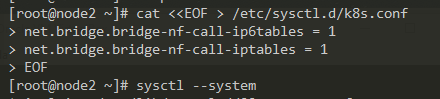 [root@node2 ~]# cat <<EOF > /etc/sysctl.d/k8s.conf
> net.bridge.bridge-nf-call-ip6tables = 1
> net.bridge.bridge-nf-call-iptables = 1
> EOF
[root@node2 ~]# sysctl --system